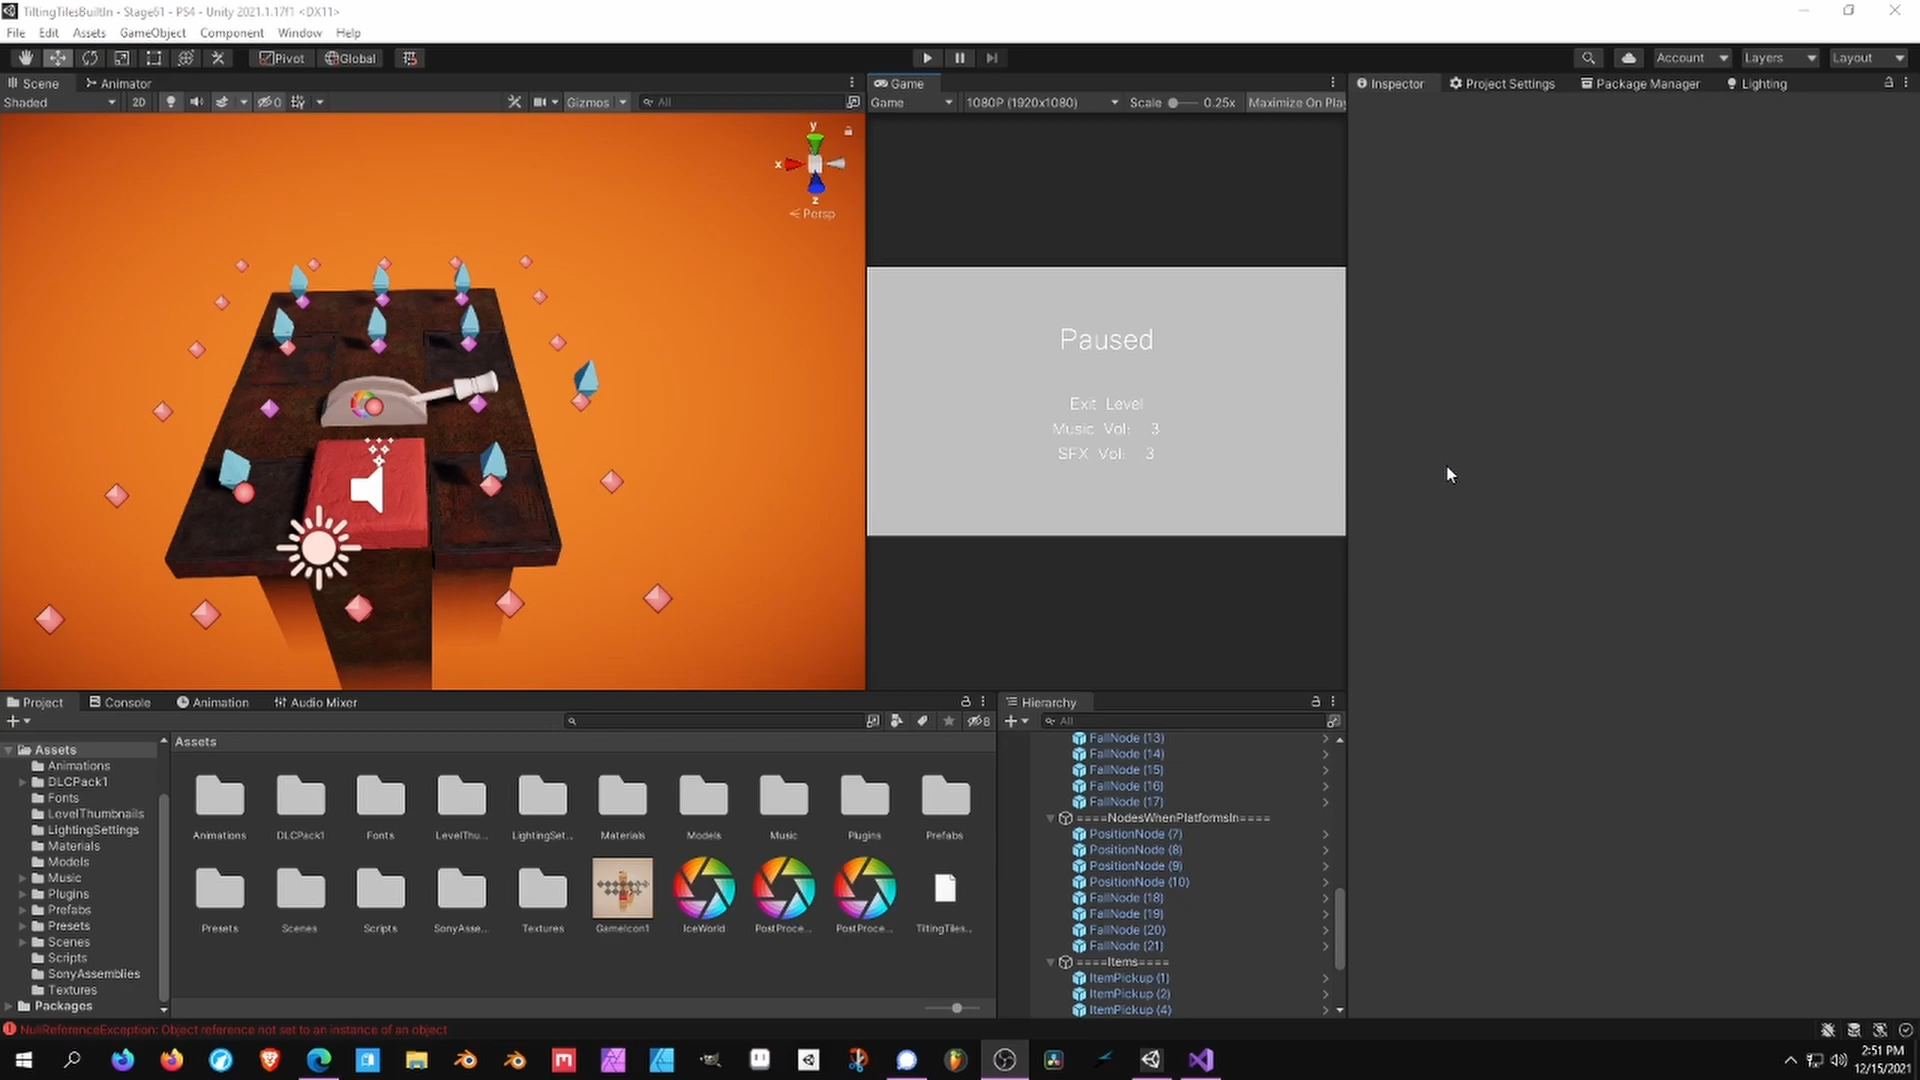 TiltingTilesBuiltIn - Stage61 - PS4 - Unity 2021.1.17f1 <DX11>
File Edit Assets GameObject Component Window Help
Pivot Global Account Layers Layout
Scene Animator Game Inspector Project Settings Package Manager Lighting
Shaded 2D 0 Gizmos All Game 1080P (1920x1080) Scale 0.25x Maximize On Play
y
x
z
Persp
Paused
Exit Level
Music Vol: 3
SFX Vol: 3
Project Console Animation Audio Mixer
8
Assets
Animations
DLCPack1
Fonts
LevelThumbnails
LightingSettings
Materials
Models
Music
Plugins
Prefabs
Presets
Scenes
Scripts
SonyAssemblies
Textures
Packages
Assets
Animations DLCPack1 Fonts LevelThu... LightingSet... Materials Models Music Plugins Prefabs
Presets Scenes Scripts SonyAsse... Textures GameIcon1 IceWorld PostProce... PostProce... TiltingTiles...
Hierarchy
All
FallNode (13)
FallNode (14)
FallNode (15)
FallNode (16)
FallNode (17)
====NodesWhenPlatformsIn====
PositionNode (7)
PositionNode (8)
PositionNode (9)
PositionNode (10)
FallNode (18)
FallNode (19)
FallNode (20)
FallNode (21)
====Items====
ItemPickup (1)
ItemPickup (2)
ItemPickup (4)
NullReferenceException: Object reference not set to an instance of an object
2:51 PM
12/15/2021